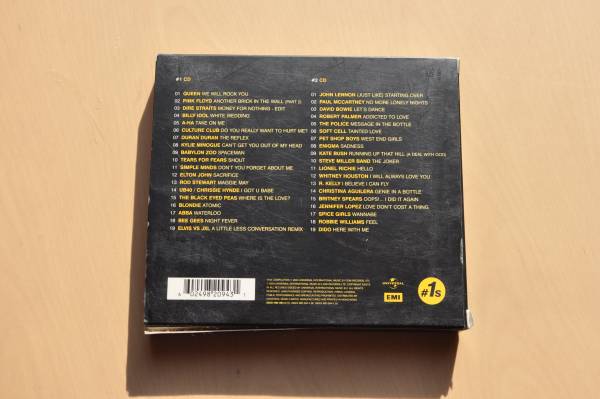 #1 CD
01 QUEEN WE WILL ROCK YOU
02 PINK FLOYD ANOTHER BRICK IN THE WALL (PART 2)
03 DIRE STRAITS MONEY FOR NOTHING - EDIT
04 BILLY IDOL WHITE WEDDING
05 A-HA TAKE ON ME
06 CULTURE CLUB DO YOU REALLY WANT TO HURT ME?
07 DURAN DURAN THE REFLEX
08 KYLIE MINOGUE CAN'T GET YOU OUT OF MY HEAD
09 BABYLON ZOO SPACEMAN
10 TEARS FOR FEARS SHOUT
11 SIMPLE MINDS DON'T YOU FORGET ABOUT ME
12 ELTON JOHN SACRIFICE
13 ROD STEWART MAGGIE MAY
14 UB40 / CHRISSIE HYNDE I GOT U BABE
15 THE BLACK EYED PEAS WHERE IS THE LOVE?
16 BLONDIE ATOMIC
17 ABBA WATERLOO
18 BEE GEES NIGHT FEVER
19 ELVIS VS JXL A LITTLE LESS CONVERSATION REMIX
#2 CD
01 JOHN LENNON (JUST LIKE) STARTING OVER
02 PAUL MCCARTNEY NO MORE LONELY NIGHTS
03 DAVID BOWIE LET'S DANCE
04 ROBERT PALMER ADDICTED TO LOVE
05 THE POLICE MESSAGE IN THE BOTTLE
06 SOFT CELL TAINTED LOVE
07 PET SHOP BOYS WEST END GIRLS
08 ENIGMA SADNESS
09 KATE BUSH RUNNING UP THAT HILL (A DEAL WITH GOD)
10 STEVE MILLER BAND THE JOKER
11 LIONEL RICHIE HELLO
12 WHITNEY HOUSTON I WILL ALWAYS LOVE YOU
13 R. KELLY I BELIEVE I CAN FLY
14 CHRISTINA AGUILERA GENIE IN A BOTTLE
15 BRITNEY SPEARS OOPS!... I DID IT AGAIN
16 JENNIFER LOPEZ LOVE DON'T COST A THING
17 SPICE GIRLS WANNABE
18 ROBBIE WILLIAMS FEEL
19 DIDO HERE WITH ME
6 02498 20943 1
UNIVERSAL
EMI
#1s